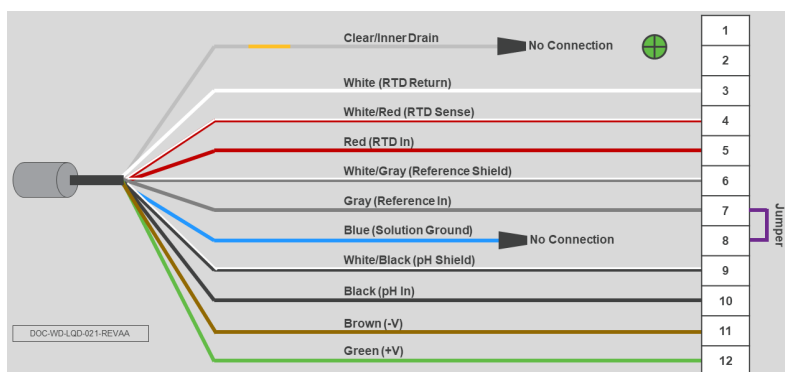 Clear/Inner Drain
No Connection
1
2
White (RTD Return)
3
White/Red (RTD Sense)
4
Red (RTD In)
5
White/Gray (Reference Shield)
6
Gray (Reference In)
7
Blue (Solution Ground)
No Connection
8
Jumper
White/Black (pH Shield)
9
Black (pH In)
10
Brown (-V)
11
DOC-WD-LQD-021-REVAA
Green (+V)
12